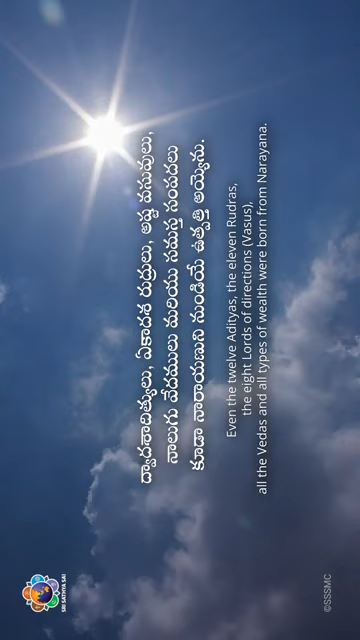 ద్వాదశాదిత్యులు, ఏకాదశ రుద్రులు, అష్ట వసువులు,
నాలుగు వేదములు మరియు సమస్త సంపదలు
కూడా నారాయణుని నుండియే ఉత్పత్తి అయ్యెను.
Even the twelve Adityas, the eleven Rudras,
the eight Lords of directions (Vasus),
all the Vedas and all types of wealth were born from Narayana.
SRI SATHYA SAI
©SSSMC